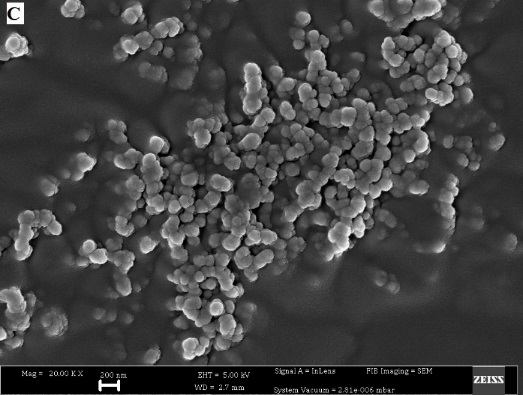 C
Mag = 20.00 K X
200 nm
EHT = 5.00 kV
WD = 2.7 mm
Signal A = InLens
FIB Imaging = SEM
System Vacuum = 2.81e-006 mbar
ZEISS